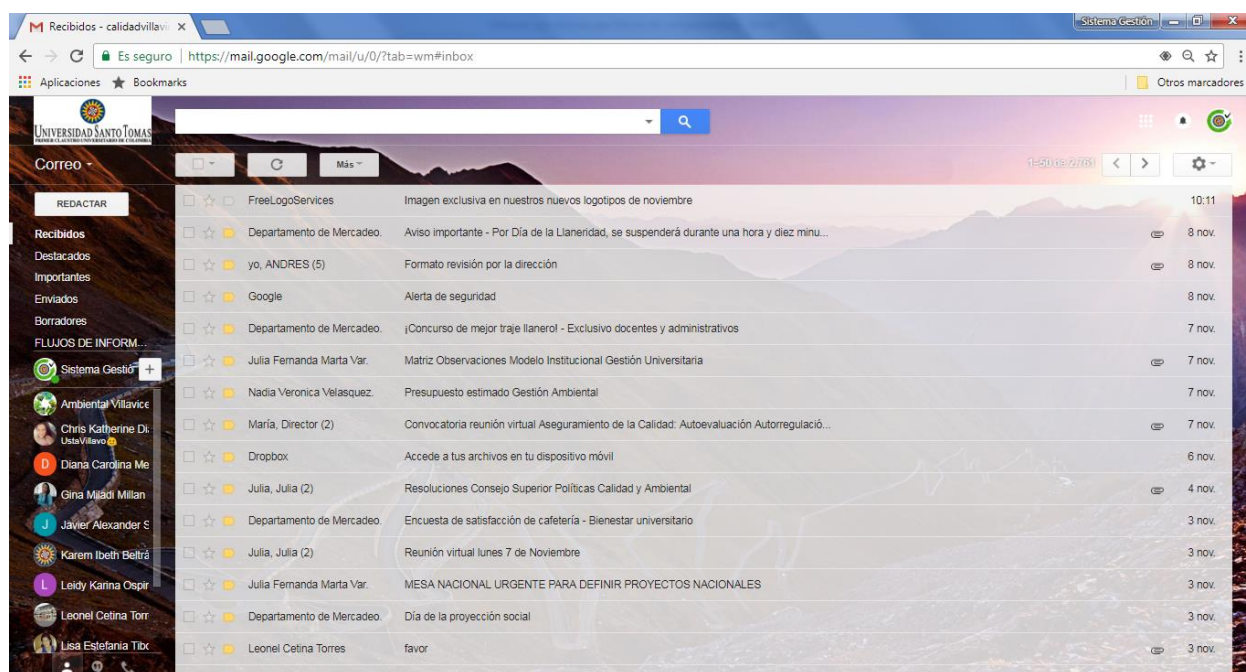 Recibidos - calidadvillavi
Sistema Gestión
Es seguro | https://mail.google.com/mail/u/0/?tab=wm#inbox
Aplicaciones Bookmarks Otros marcadores
UNIVERSIDAD SANTO TOMAS
PRIMER CLAUSTRO UNIVERSITARIO DE COLOMBIA
Correo Más
REDACTAR
Recibidos
Destacados
Importantes
Enviados
Borradores
FLUJOS DE INFORM...
Sistema Gestió
Ambiental Villavice
Chris Katherine Di
UstaVillavo
Diana Carolina Me
Gina Miladi Millan
Javier Alexander S
Karem Ibeth Beltrá
Leidy Karina Ospir
Leonel Cetina Torr
Lisa Estefania Tibo
FreeLogoServices Imagen exclusiva en nuestros nuevos logotipos de noviembre 10:11
Departamento de Mercadeo. Aviso importante - Por Día de la Llaneridad, se suspenderá durante una hora y diez minu... 8 nov.
yo, ANDRES (5) Formato revisión por la dirección 8 nov.
Google Alerta de seguridad 8 nov.
Departamento de Mercadeo. ¡Concurso de mejor traje llanero! - Exclusivo docentes y administrativos 7 nov.
Julia Fernanda Marta Var. Matriz Observaciones Modelo Institucional Gestión Universitaria 7 nov.
Nadia Veronica Velasquez. Presupuesto estimado Gestión Ambiental 7 nov.
María, Director (2) Convocatoria reunión virtual Aseguramiento de la Calidad: Autoevaluación Autorregulació... 7 nov.
Dropbox Accede a tus archivos en tu dispositivo móvil 6 nov.
Julia, Julia (2) Resoluciones Consejo Superior Políticas Calidad y Ambiental 4 nov.
Departamento de Mercadeo. Encuesta de satisfacción de cafetería - Bienestar universitario 3 nov.
Julia, Julia (2) Reunión virtual lunes 7 de Noviembre 3 nov.
Julia Fernanda Marta Var. MESA NACIONAL URGENTE PARA DEFINIR PROYECTOS NACIONALES 3 nov.
Departamento de Mercadeo. Día de la proyección social 3 nov.
Leonel Cetina Torres favor 3 nov.